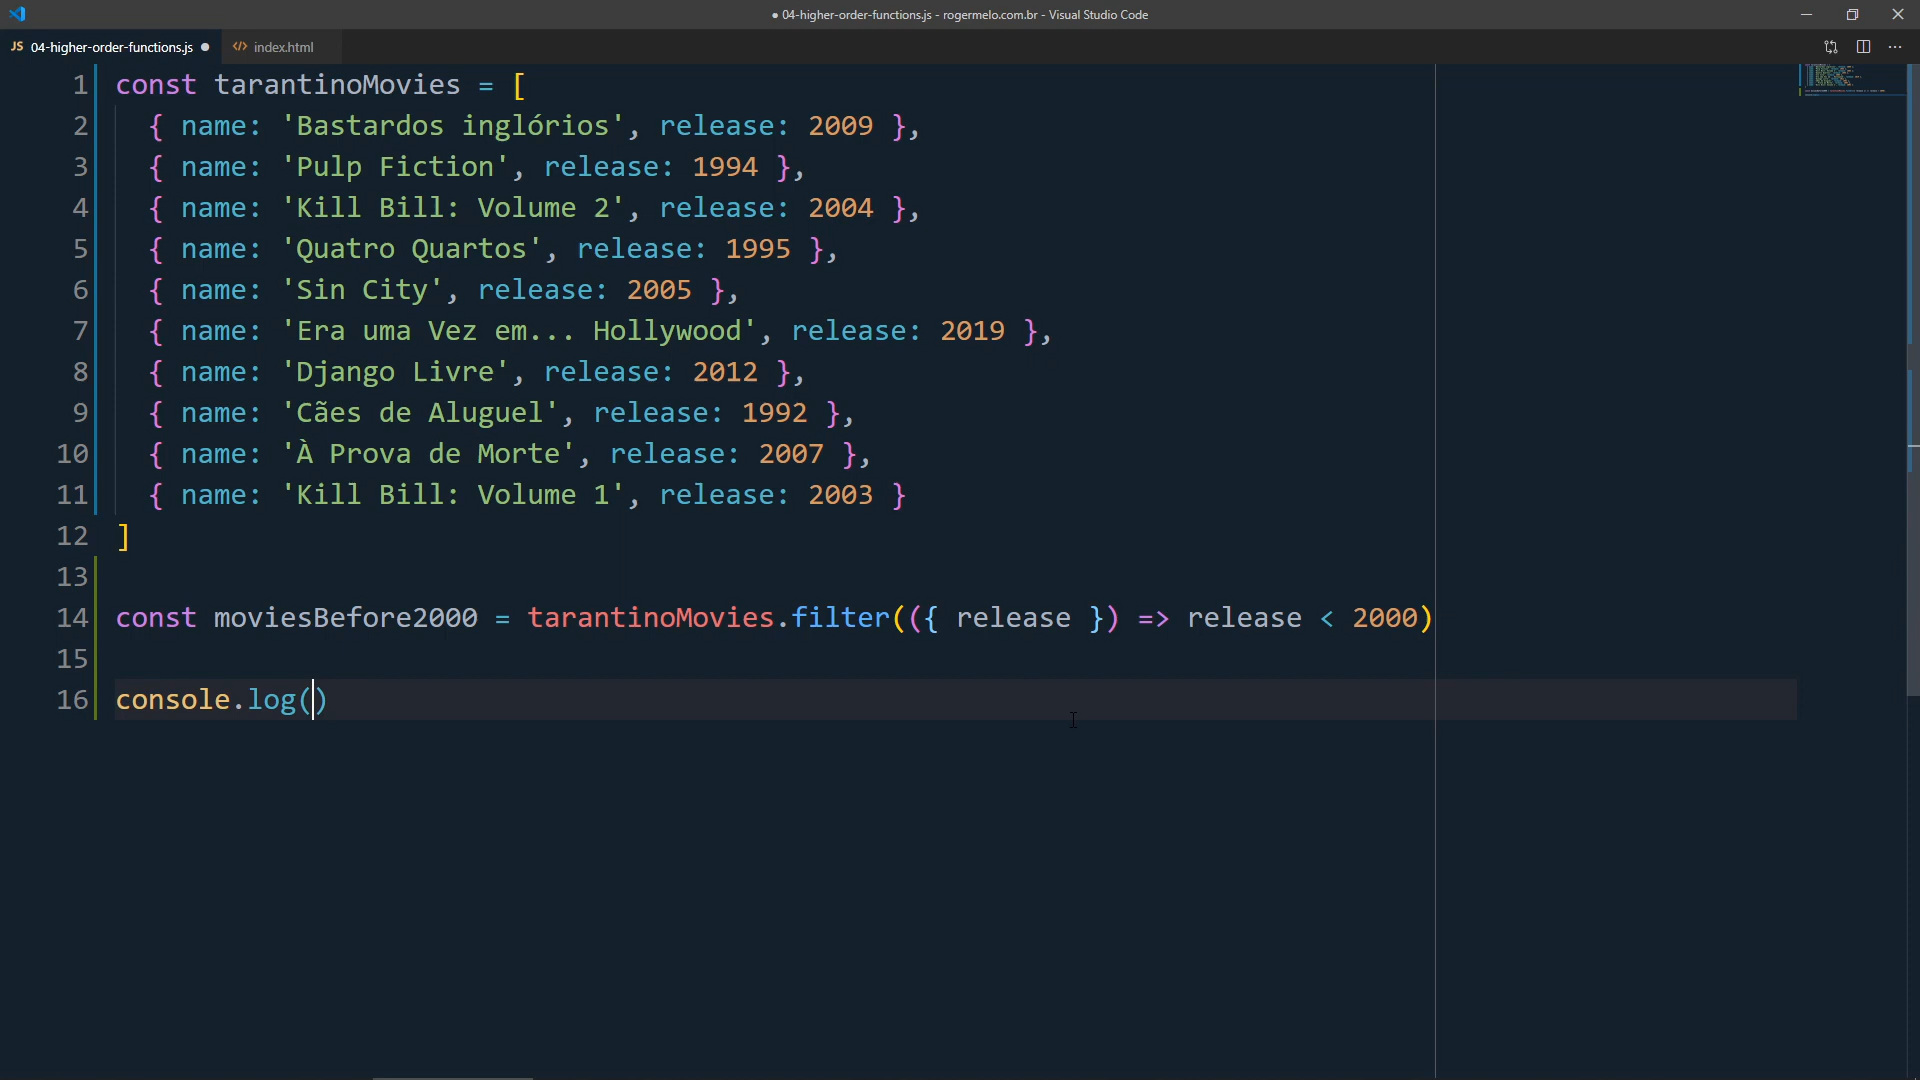 ● 04-higher-order-functions.js - rogermelo.com.br - Visual Studio Code
JS 04-higher-order-functions.js ● <> index.html
1 const tarantinoMovies = [
2 { name: 'Bastardos inglórios', release: 2009 },
3 { name: 'Pulp Fiction', release: 1994 },
4 { name: 'Kill Bill: Volume 2', release: 2004 },
5 { name: 'Quatro Quartos', release: 1995 },
6 { name: 'Sin City', release: 2005 },
7 { name: 'Era uma Vez em... Hollywood', release: 2019 },
8 { name: 'Django Livre', release: 2012 },
9 { name: 'Cães de Aluguel', release: 1992 },
10 { name: 'À Prova de Morte', release: 2007 },
11 { name: 'Kill Bill: Volume 1', release: 2003 }
12 ]
13
14 const moviesBefore2000 = tarantinoMovies.filter(({ release }) => release < 2000)
15
16 console.log()